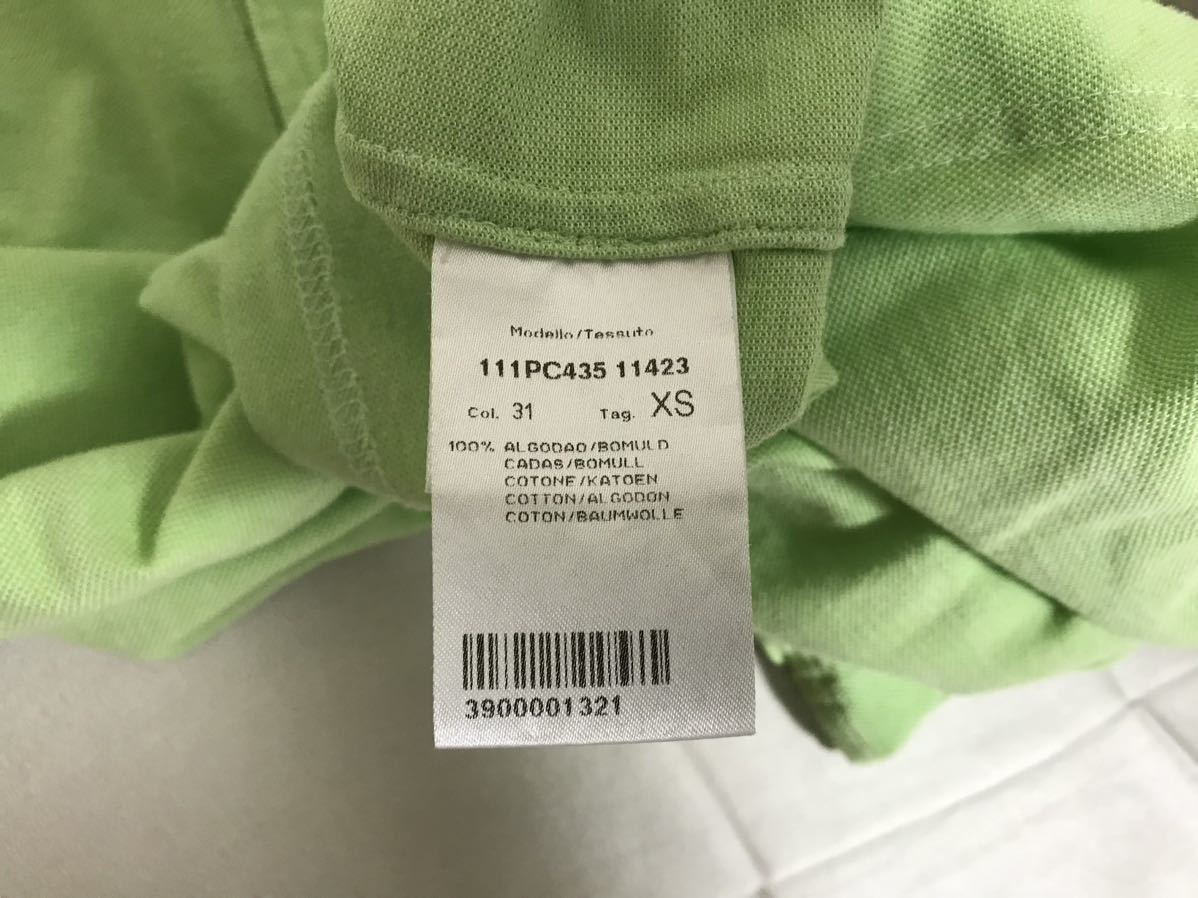 Modello/Tessuto
111PC435 11423
Col. 31 Tag. XS
100% ALGODAO/BOMULD
CADAS/BOMULL
COTONE/KATOEN
COTTON/ALGODON
COTON/BAUMWOLLE
3900001321